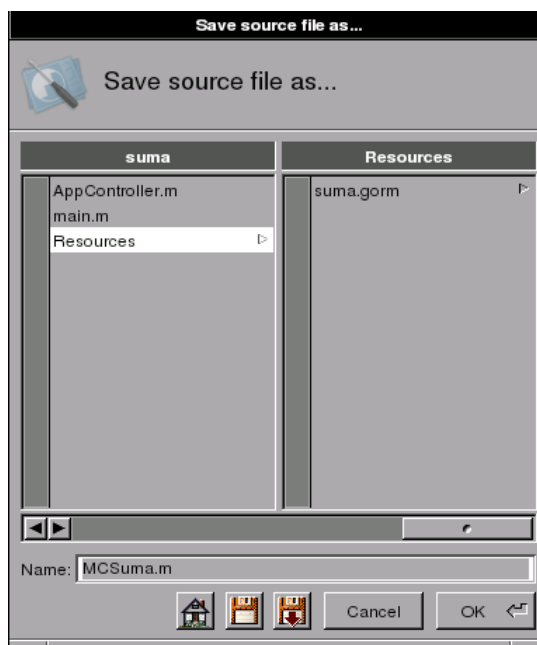 Save source file as...
Save source file as...
suma
Resources
AppController.m
main.m
Resources
suma.gorm
Name: MCSuma.m
Cancel
OK